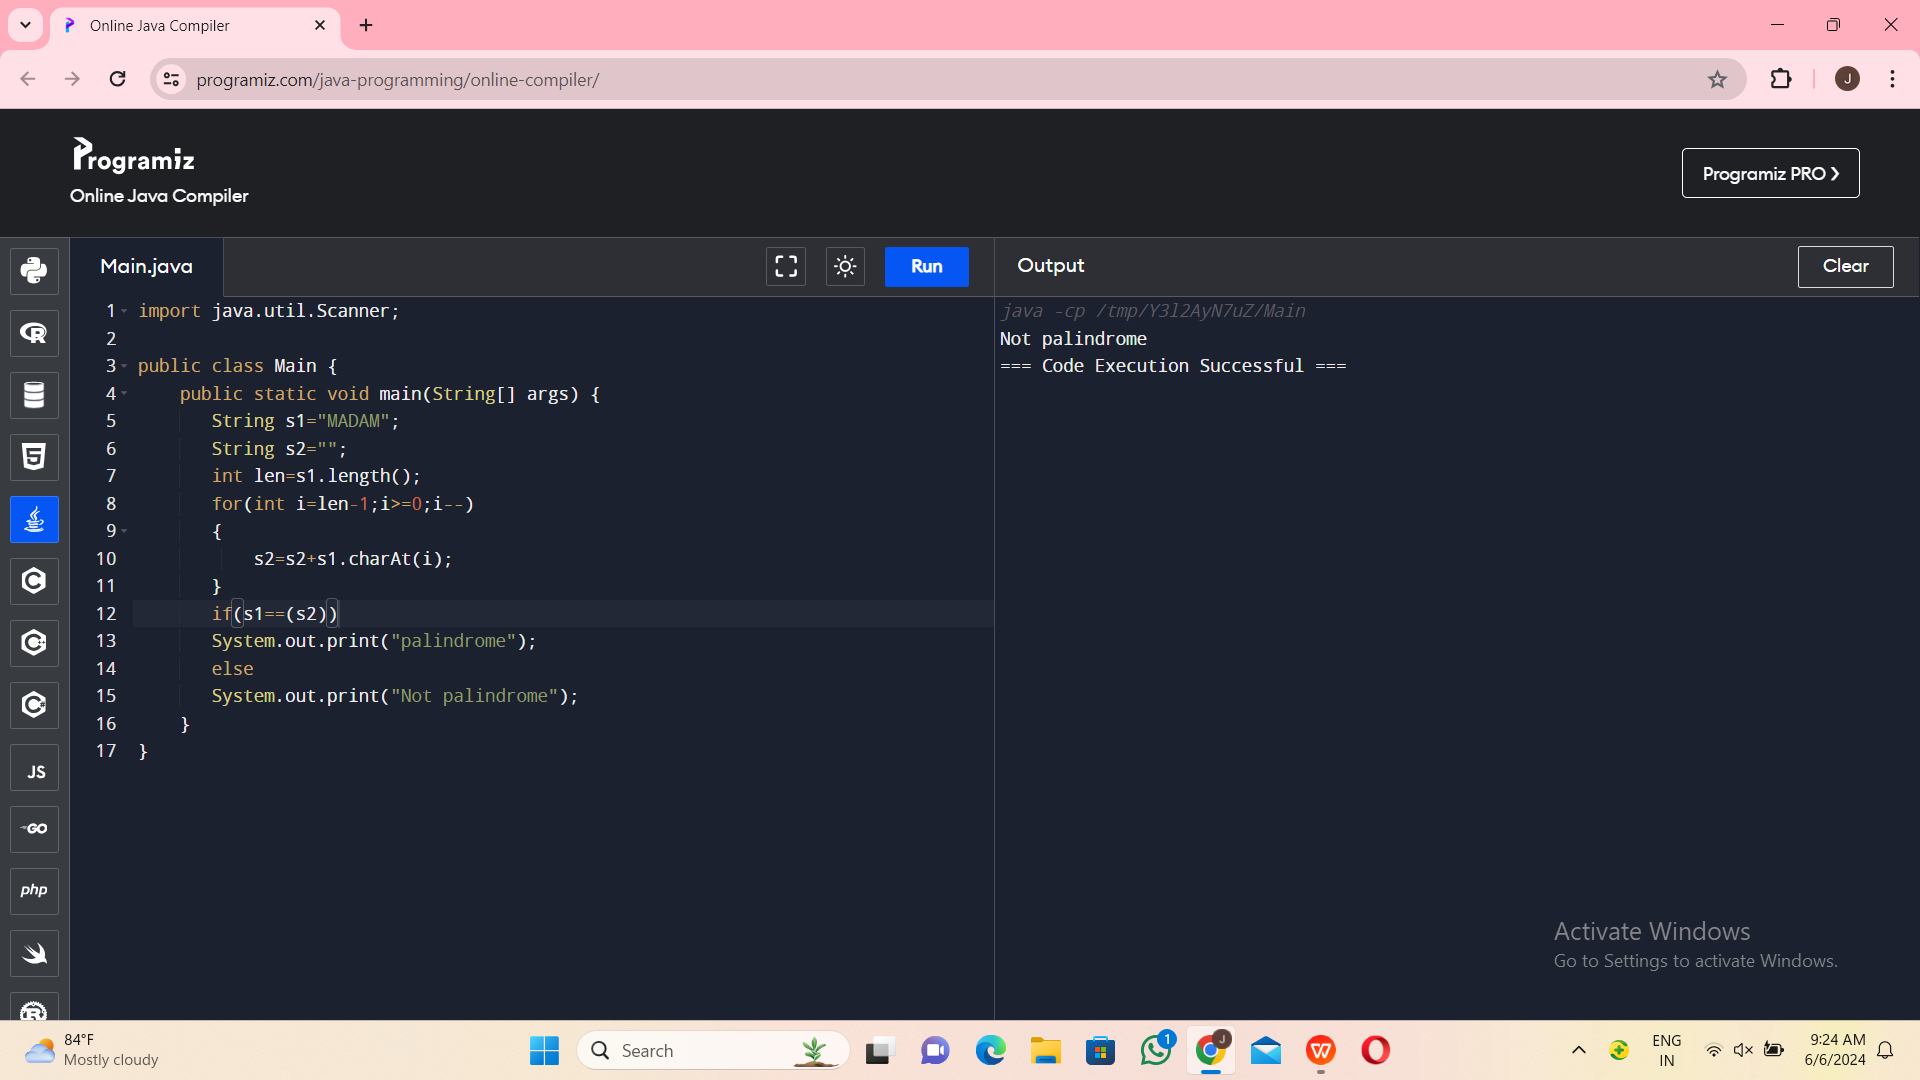 Online Java Compiler
programiz.com/java-programming/online-compiler/
J
Programiz
Online Java Compiler
Programiz PRO ❯
Main.java
Run
Output
Clear
1 import java.util.Scanner;
2
3 public class Main {
4 public static void main(String[] args) {
5 String s1="MADAM";
6 String s2="";
7 int len=s1.length();
8 for(int i=len-1;i>=0;i--)
9 {
10 s2=s2+s1.charAt(i);
11 }
12 if(s1==(s2))
13 System.out.print("palindrome");
14 else
15 System.out.print("Not palindrome");
16 }
17 }
java -cp /tmp/Y3l2AyN7uZ/Main
Not palindrome
=== Code Execution Successful ===
JS
GO
php
Activate Windows
Go to Settings to activate Windows.
84°F
Mostly cloudy
Search
1
J
ENG
IN
9:24 AM
6/6/2024